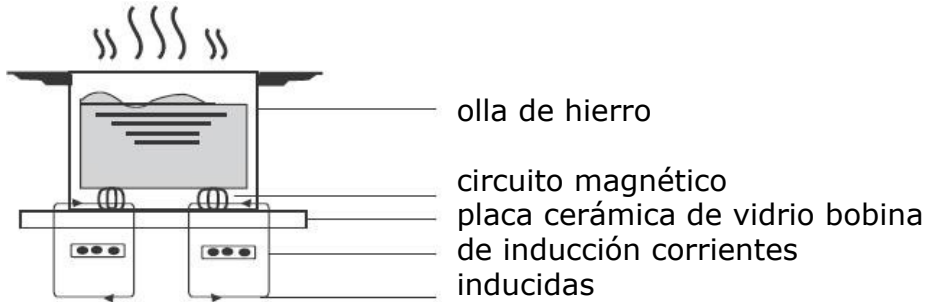 olla de hierro
circuito magnético
placa cerámica de vidrio bobina
de inducción corrientes
inducidas